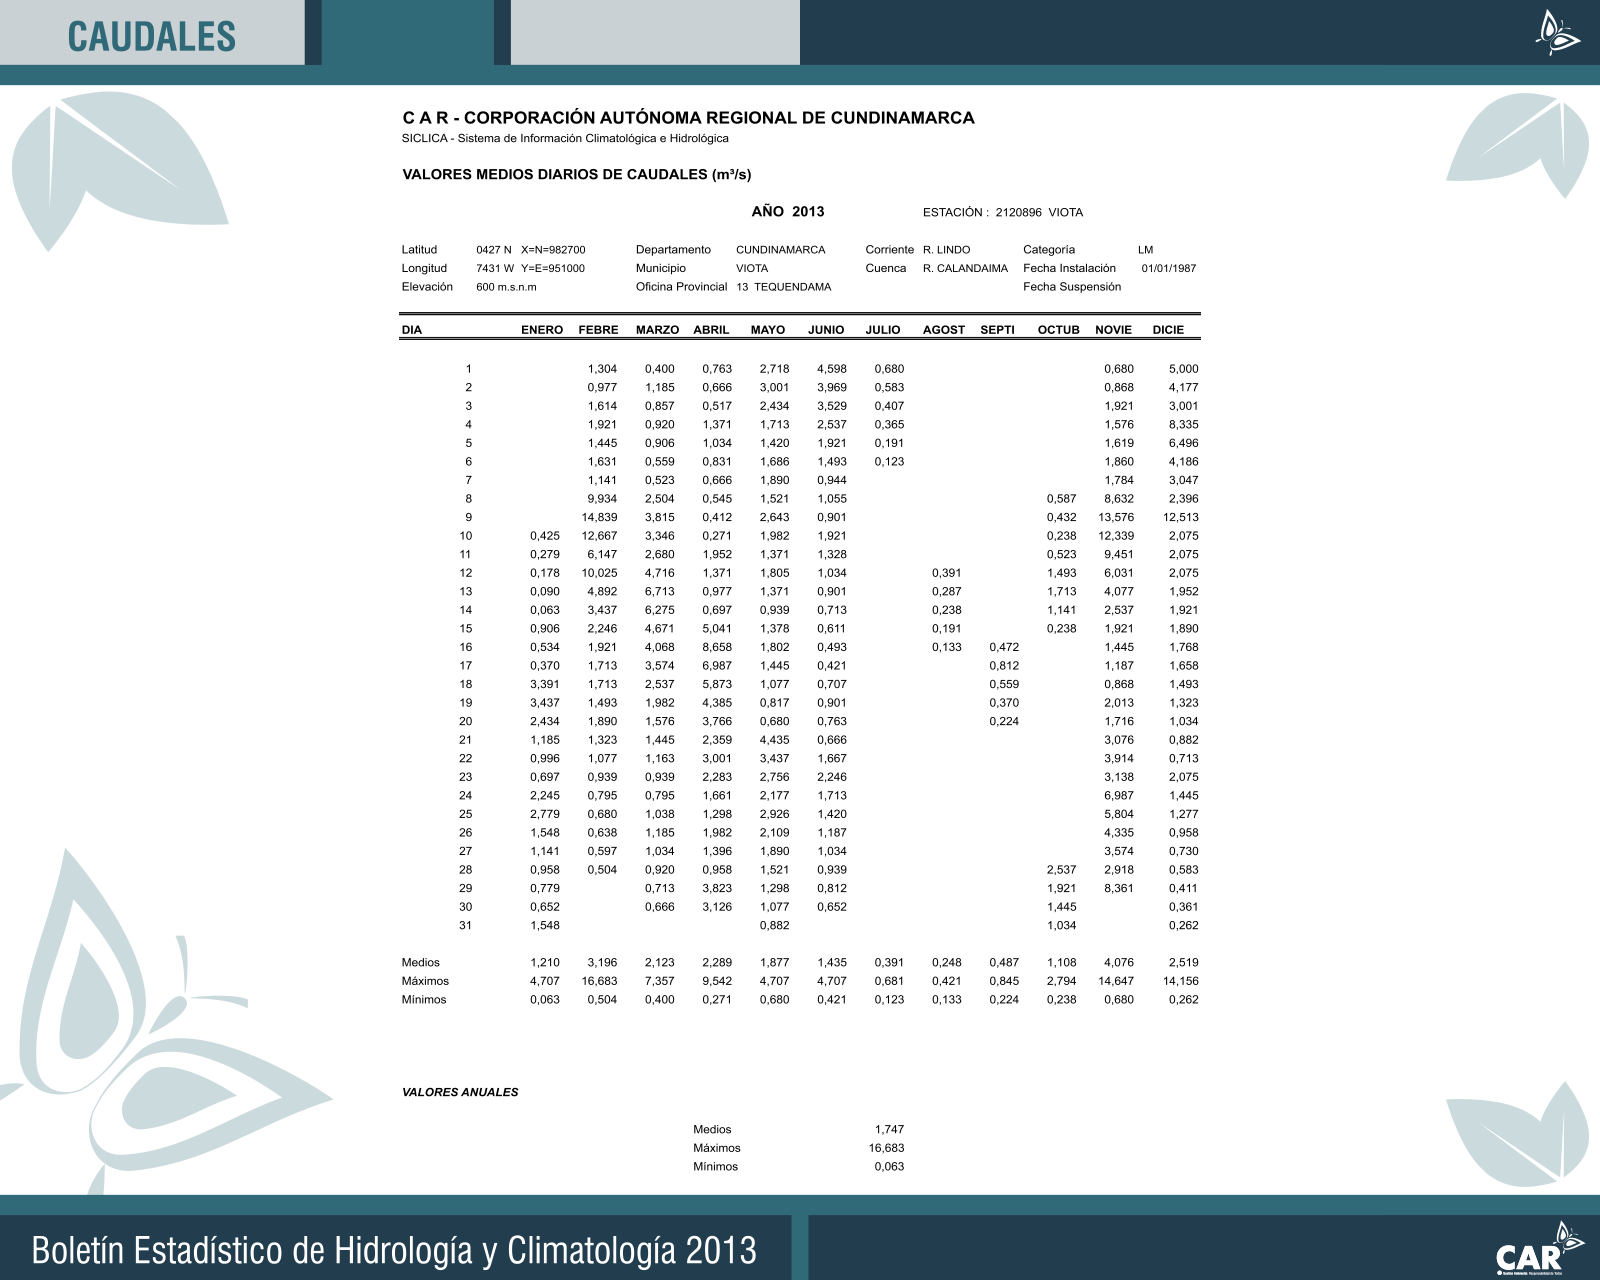 CAUDALES
C A R - CORPORACIÓN AUTÓNOMA REGIONAL DE CUNDINAMARCA
SICLICA - Sistema de Información Climatológica e Hidrológica
VALORES MEDIOS DIARIOS DE CAUDALES (m³/s)
AÑO 2013 ESTACIÓN : 2120896 VIOTA
Latitud 0427 N X=N=982700 Departamento CUNDINAMARCA Corriente R. LINDO Categoría LM
Longitud 7431 W Y=E=951000 Municipio VIOTA Cuenca R. CALANDAIMA Fecha Instalación 01/01/1987
Elevación 600 m.s.n.m Oficina Provincial 13 TEQUENDAMA Fecha Suspensión
DIA ENERO FEBRE MARZO ABRIL MAYO JUNIO JULIO AGOST SEPTI OCTUB NOVIE DICIE
1 1,304 0,400 0,763 2,718 4,598 0,680 0,680 5,000
2 0,977 1,185 0,666 3,001 3,969 0,583 0,868 4,177
3 1,614 0,857 0,517 2,434 3,529 0,407 1,921 3,001
4 1,921 0,920 1,371 1,713 2,537 0,365 1,576 8,335
5 1,445 0,906 1,034 1,420 1,921 0,191 1,619 6,496
6 1,631 0,559 0,831 1,686 1,493 0,123 1,860 4,186
7 1,141 0,523 0,666 1,890 0,944 1,784 3,047
8 9,934 2,504 0,545 1,521 1,055 0,587 8,632 2,396
9 14,839 3,815 0,412 2,643 0,901 0,432 13,576 12,513
10 0,425 12,667 3,346 0,271 1,982 1,921 0,238 12,339 2,075
11 0,279 6,147 2,680 1,952 1,371 1,328 0,523 9,451 2,075
12 0,178 10,025 4,716 1,371 1,805 1,034 0,391 1,493 6,031 2,075
13 0,090 4,892 6,713 0,977 1,371 0,901 0,287 1,713 4,077 1,952
14 0,063 3,437 6,275 0,697 0,939 0,713 0,238 1,141 2,537 1,921
15 0,906 2,246 4,671 5,041 1,378 0,611 0,191 0,238 1,921 1,890
16 0,534 1,921 4,068 8,658 1,802 0,493 0,133 0,472 1,445 1,768
17 0,370 1,713 3,574 6,987 1,445 0,421 0,812 1,187 1,658
18 3,391 1,713 2,537 5,873 1,077 0,707 0,559 0,868 1,493
19 3,437 1,493 1,982 4,385 0,817 0,901 0,370 2,013 1,323
20 2,434 1,890 1,576 3,766 0,680 0,763 0,224 1,716 1,034
21 1,185 1,323 1,445 2,359 4,435 0,666 3,076 0,882
22 0,996 1,077 1,163 3,001 3,437 1,667 3,914 0,713
23 0,697 0,939 0,939 2,283 2,756 2,246 3,138 2,075
24 2,245 0,795 0,795 1,661 2,177 1,713 6,987 1,445
25 2,779 0,680 1,038 1,298 2,926 1,420 5,804 1,277
26 1,548 0,638 1,185 1,982 2,109 1,187 4,335 0,958
27 1,141 0,597 1,034 1,396 1,890 1,034 3,574 0,730
28 0,958 0,504 0,920 0,958 1,521 0,939 2,537 2,918 0,583
29 0,779 0,713 3,823 1,298 0,812 1,921 8,361 0,411
30 0,652 0,666 3,126 1,077 0,652 1,445 0,361
31 1,548 0,882 1,034 0,262
Medios 1,210 3,196 2,123 2,289 1,877 1,435 0,391 0,248 0,487 1,108 4,076 2,519
Máximos 4,707 16,683 7,357 9,542 4,707 4,707 0,681 0,421 0,845 2,794 14,647 14,156
Mínimos 0,063 0,504 0,400 0,271 0,680 0,421 0,123 0,133 0,224 0,238 0,680 0,262
VALORES ANUALES
Medios 1,747
Máximos 16,683
Mínimos 0,063
Boletín Estadístico de Hidrología y Climatología 2013
CAR